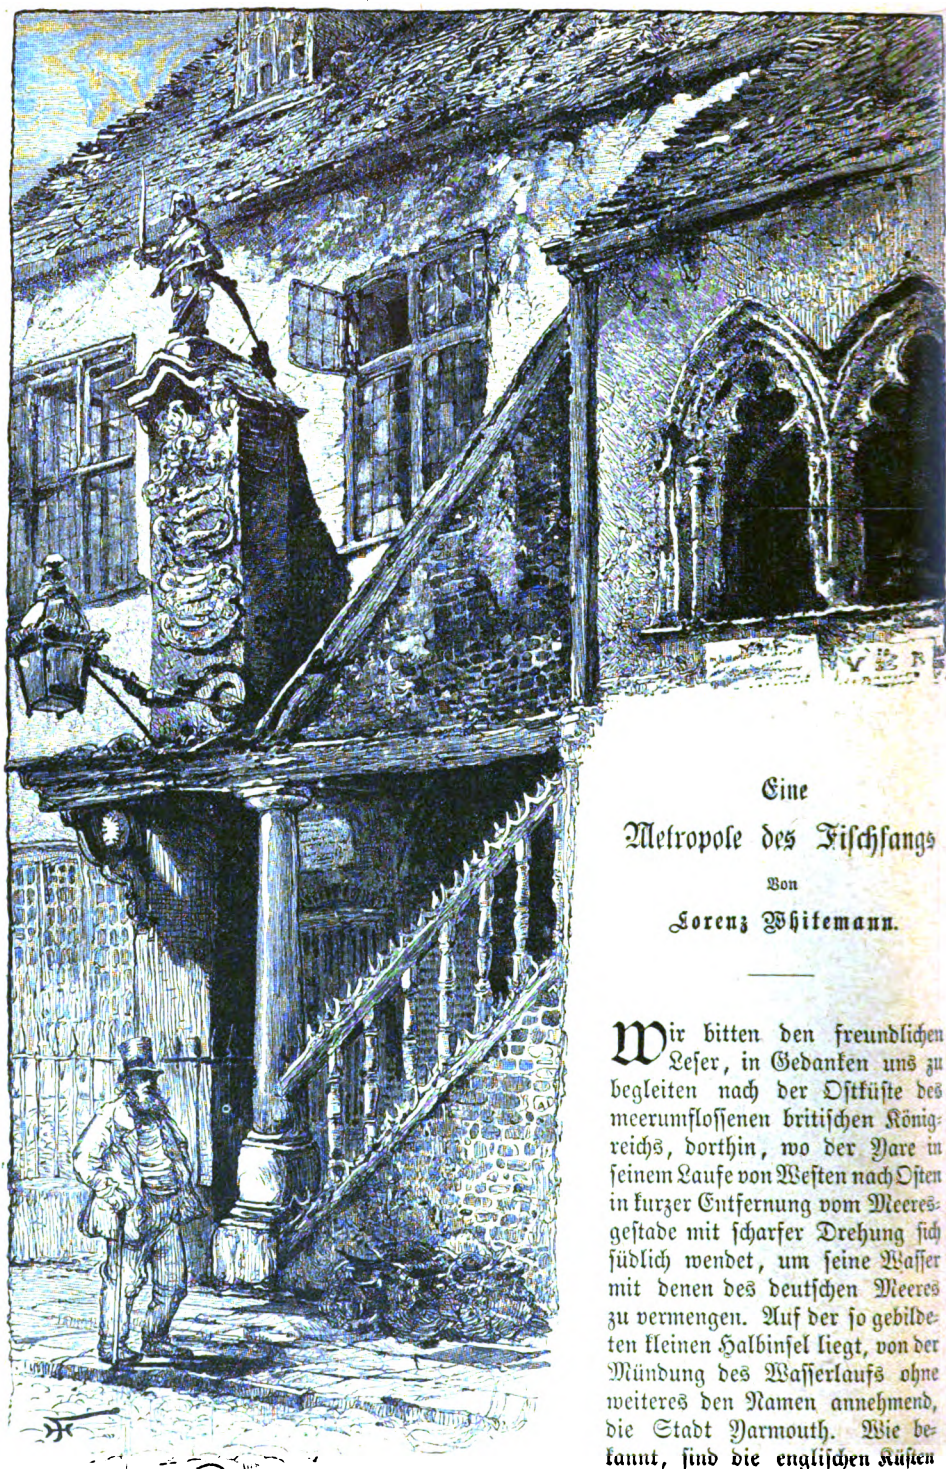 Eine
Metropole des Fischfangs
Von
Lorenz Whitemann.
Wir bitten den freundlichen
Leser, in Gedanken uns zu
begleiten nach der Ostküste des
meerumflossenen britischen König-
reichs, dorthin, wo der Yare in
seinem Laufe von Westen nach Osten
in kurzer Entfernung vom Meeres-
gestade mit scharfer Drehung sich
südlich wendet, um seine Wasser
mit denen des deutschen Meeres
zu vermengen. Auf der so gebilde-
ten kleinen Halbinsel liegt, von der
Mündung des Wasserlaufs ohne
weiteres den Namen annehmend,
die Stadt Yarmouth. Wie be-
kannt, sind die englischen Küsten